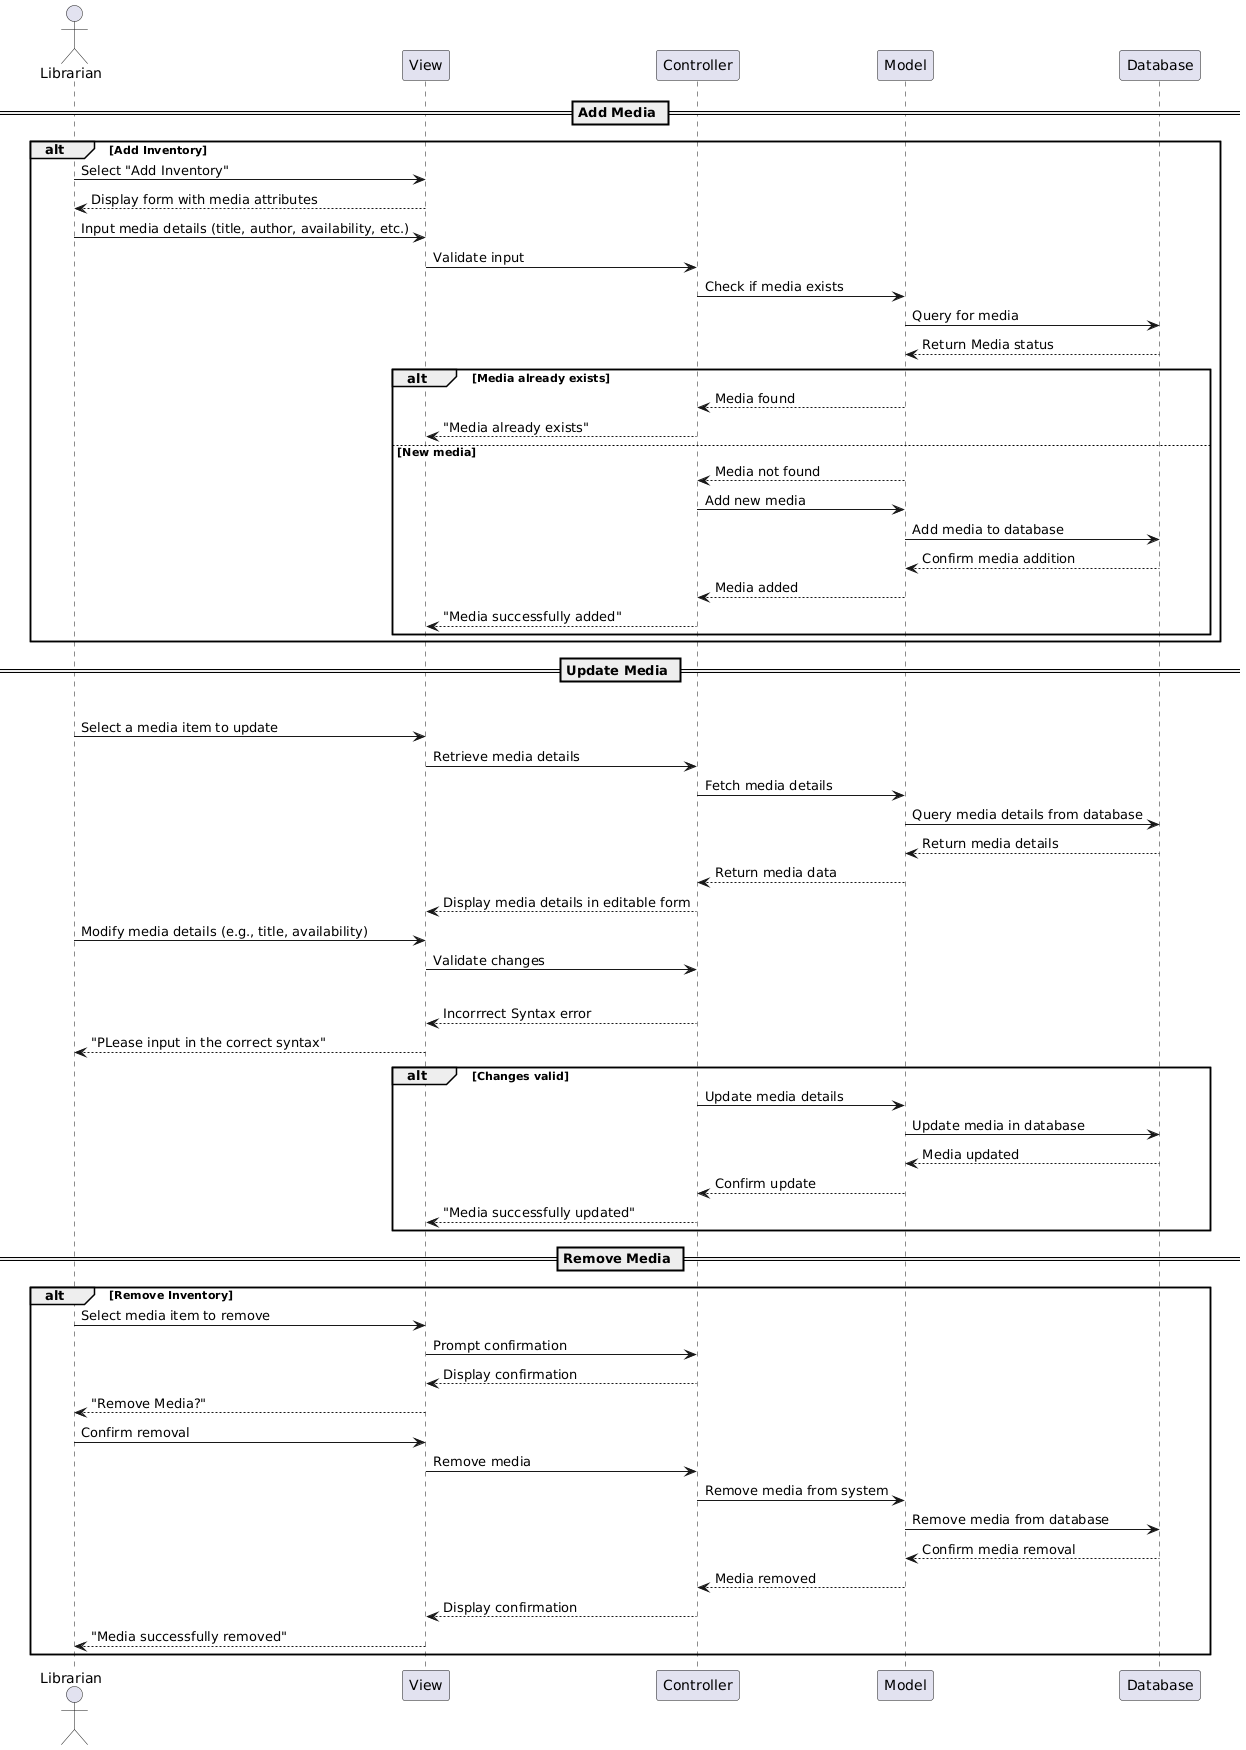 Librarian
View
Controller
Model
Database
Add Media
alt
[Add Inventory]
Select "Add Inventory"
Display form with media attributes
Input media details (title, author, availability, etc.)
Validate input
Check if media exists
Query for media
Return Media status
alt
[Media already exists]
Media found
"Media already exists"
[New media]
Media not found
Add new media
Add media to database
Confirm media addition
Media added
"Media successfully added"
Update Media
Select a media item to update
Retrieve media details
Fetch media details
Query media details from database
Return media details
Return media data
Display media details in editable form
Modify media details (e.g., title, availability)
Validate changes
Incorrrect Syntax error
"PLease input in the correct syntax"
alt
[Changes valid]
Update media details
Update media in database
Media updated
Confirm update
"Media successfully updated"
Remove Media
alt
[Remove Inventory]
Select media item to remove
Prompt confirmation
Display confirmation
"Remove Media?"
Confirm removal
Remove media
Remove media from system
Remove media from database
Confirm media removal
Media removed
Display confirmation
"Media successfully removed"
Librarian
View
Controller
Model
Database